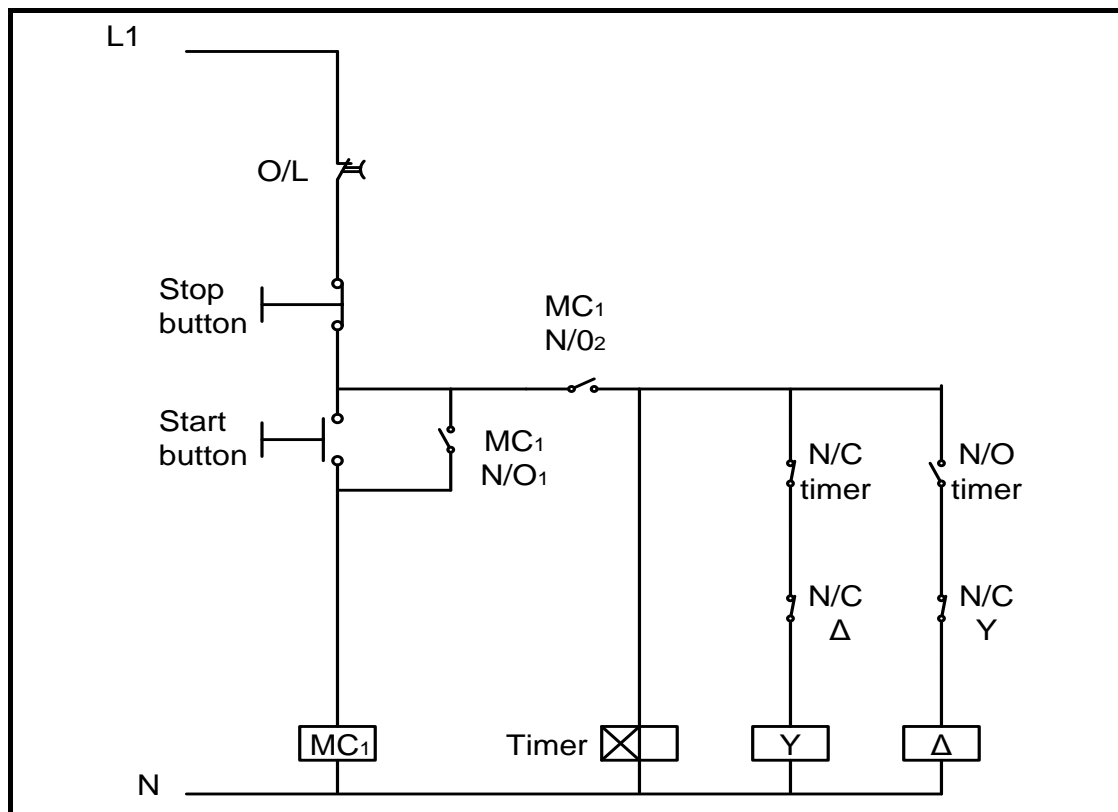 L1
O/L
Stop
button
MC1
N/02
Start
button
MC1
N/O1
N/C
timer
N/O
timer
N/C
Δ
N/C
Y
MC1
Timer
Y
Δ
N